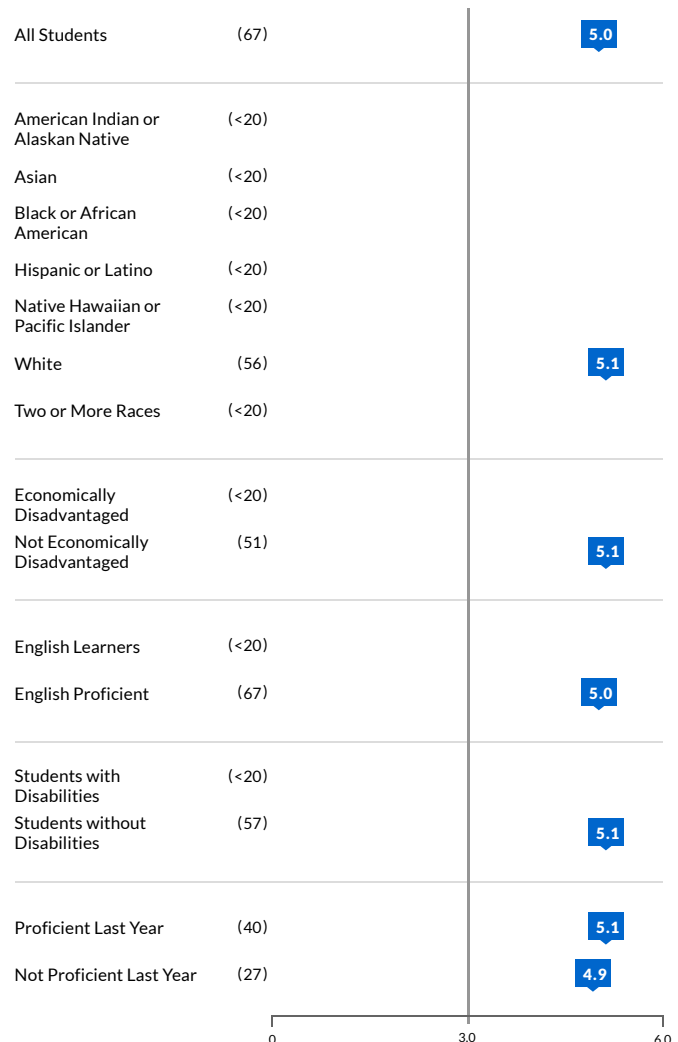 All Students (67) 5.0
American Indian or (<20)
Alaskan Native
Asian (<20)
Black or African (<20)
American
Hispanic or Latino (<20)
Native Hawaiian or (<20)
Pacific Islander
White (56) 5.1
Two or More Races (<20)
Economically (<20)
Disadvantaged
Not Economically (51) 5.1
Disadvantaged
English Learners (<20)
English Proficient (67) 5.0
Students with (<20)
Disabilities
Students without (57) 5.1
Disabilities
Proficient Last Year (40) 5.1
Not Proficient Last Year (27) 4.9
0 3.0 6.0